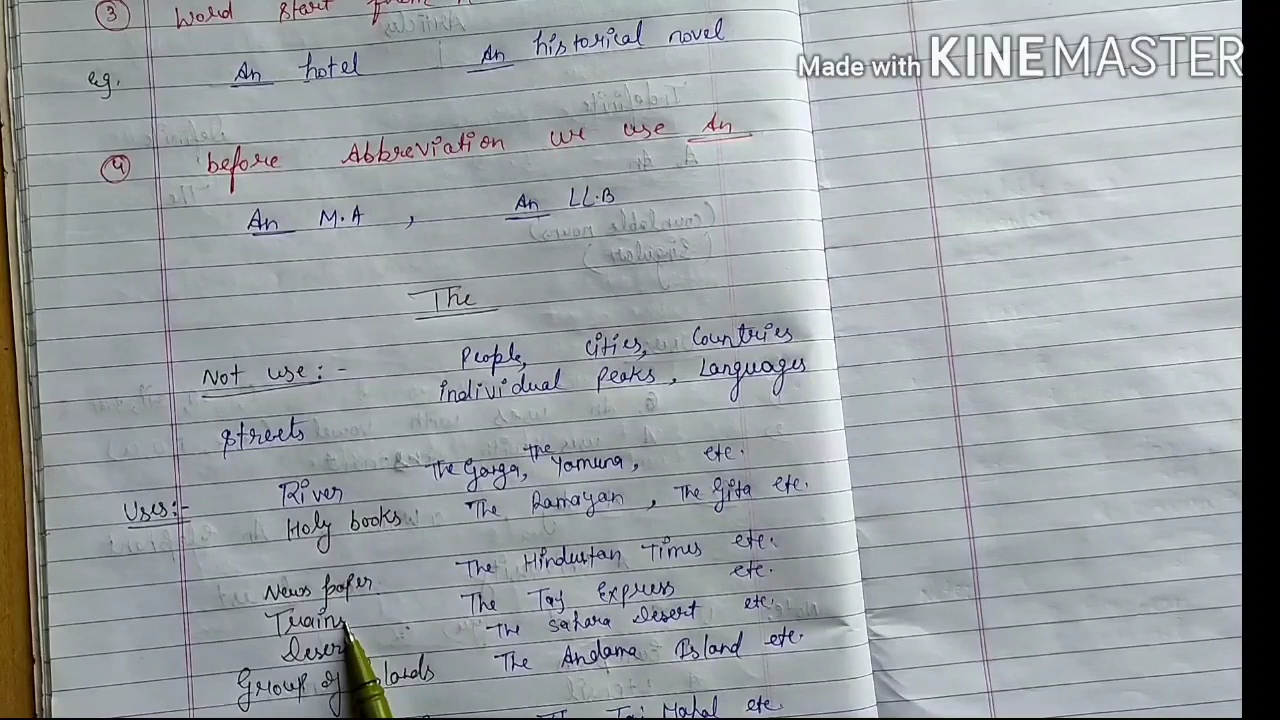 ③ word start from
Made with KINEMASTER
eg. An hotel An historical novel
④ before Abbreviation we use An
An M.A , An LL.B
The
Not use:- People, cities, Countries
individual peaks, Languages
streets
Uses:- River The Ganga, the Yamuna, etc.
Holy books The Ramayan, The Gita etc.
News paper The Hindustan Times etc.
Trains The Taj Express etc.
Desert The Sahara Desert etc.
Group of The Andama Island etc.
Taj Mahal etc.